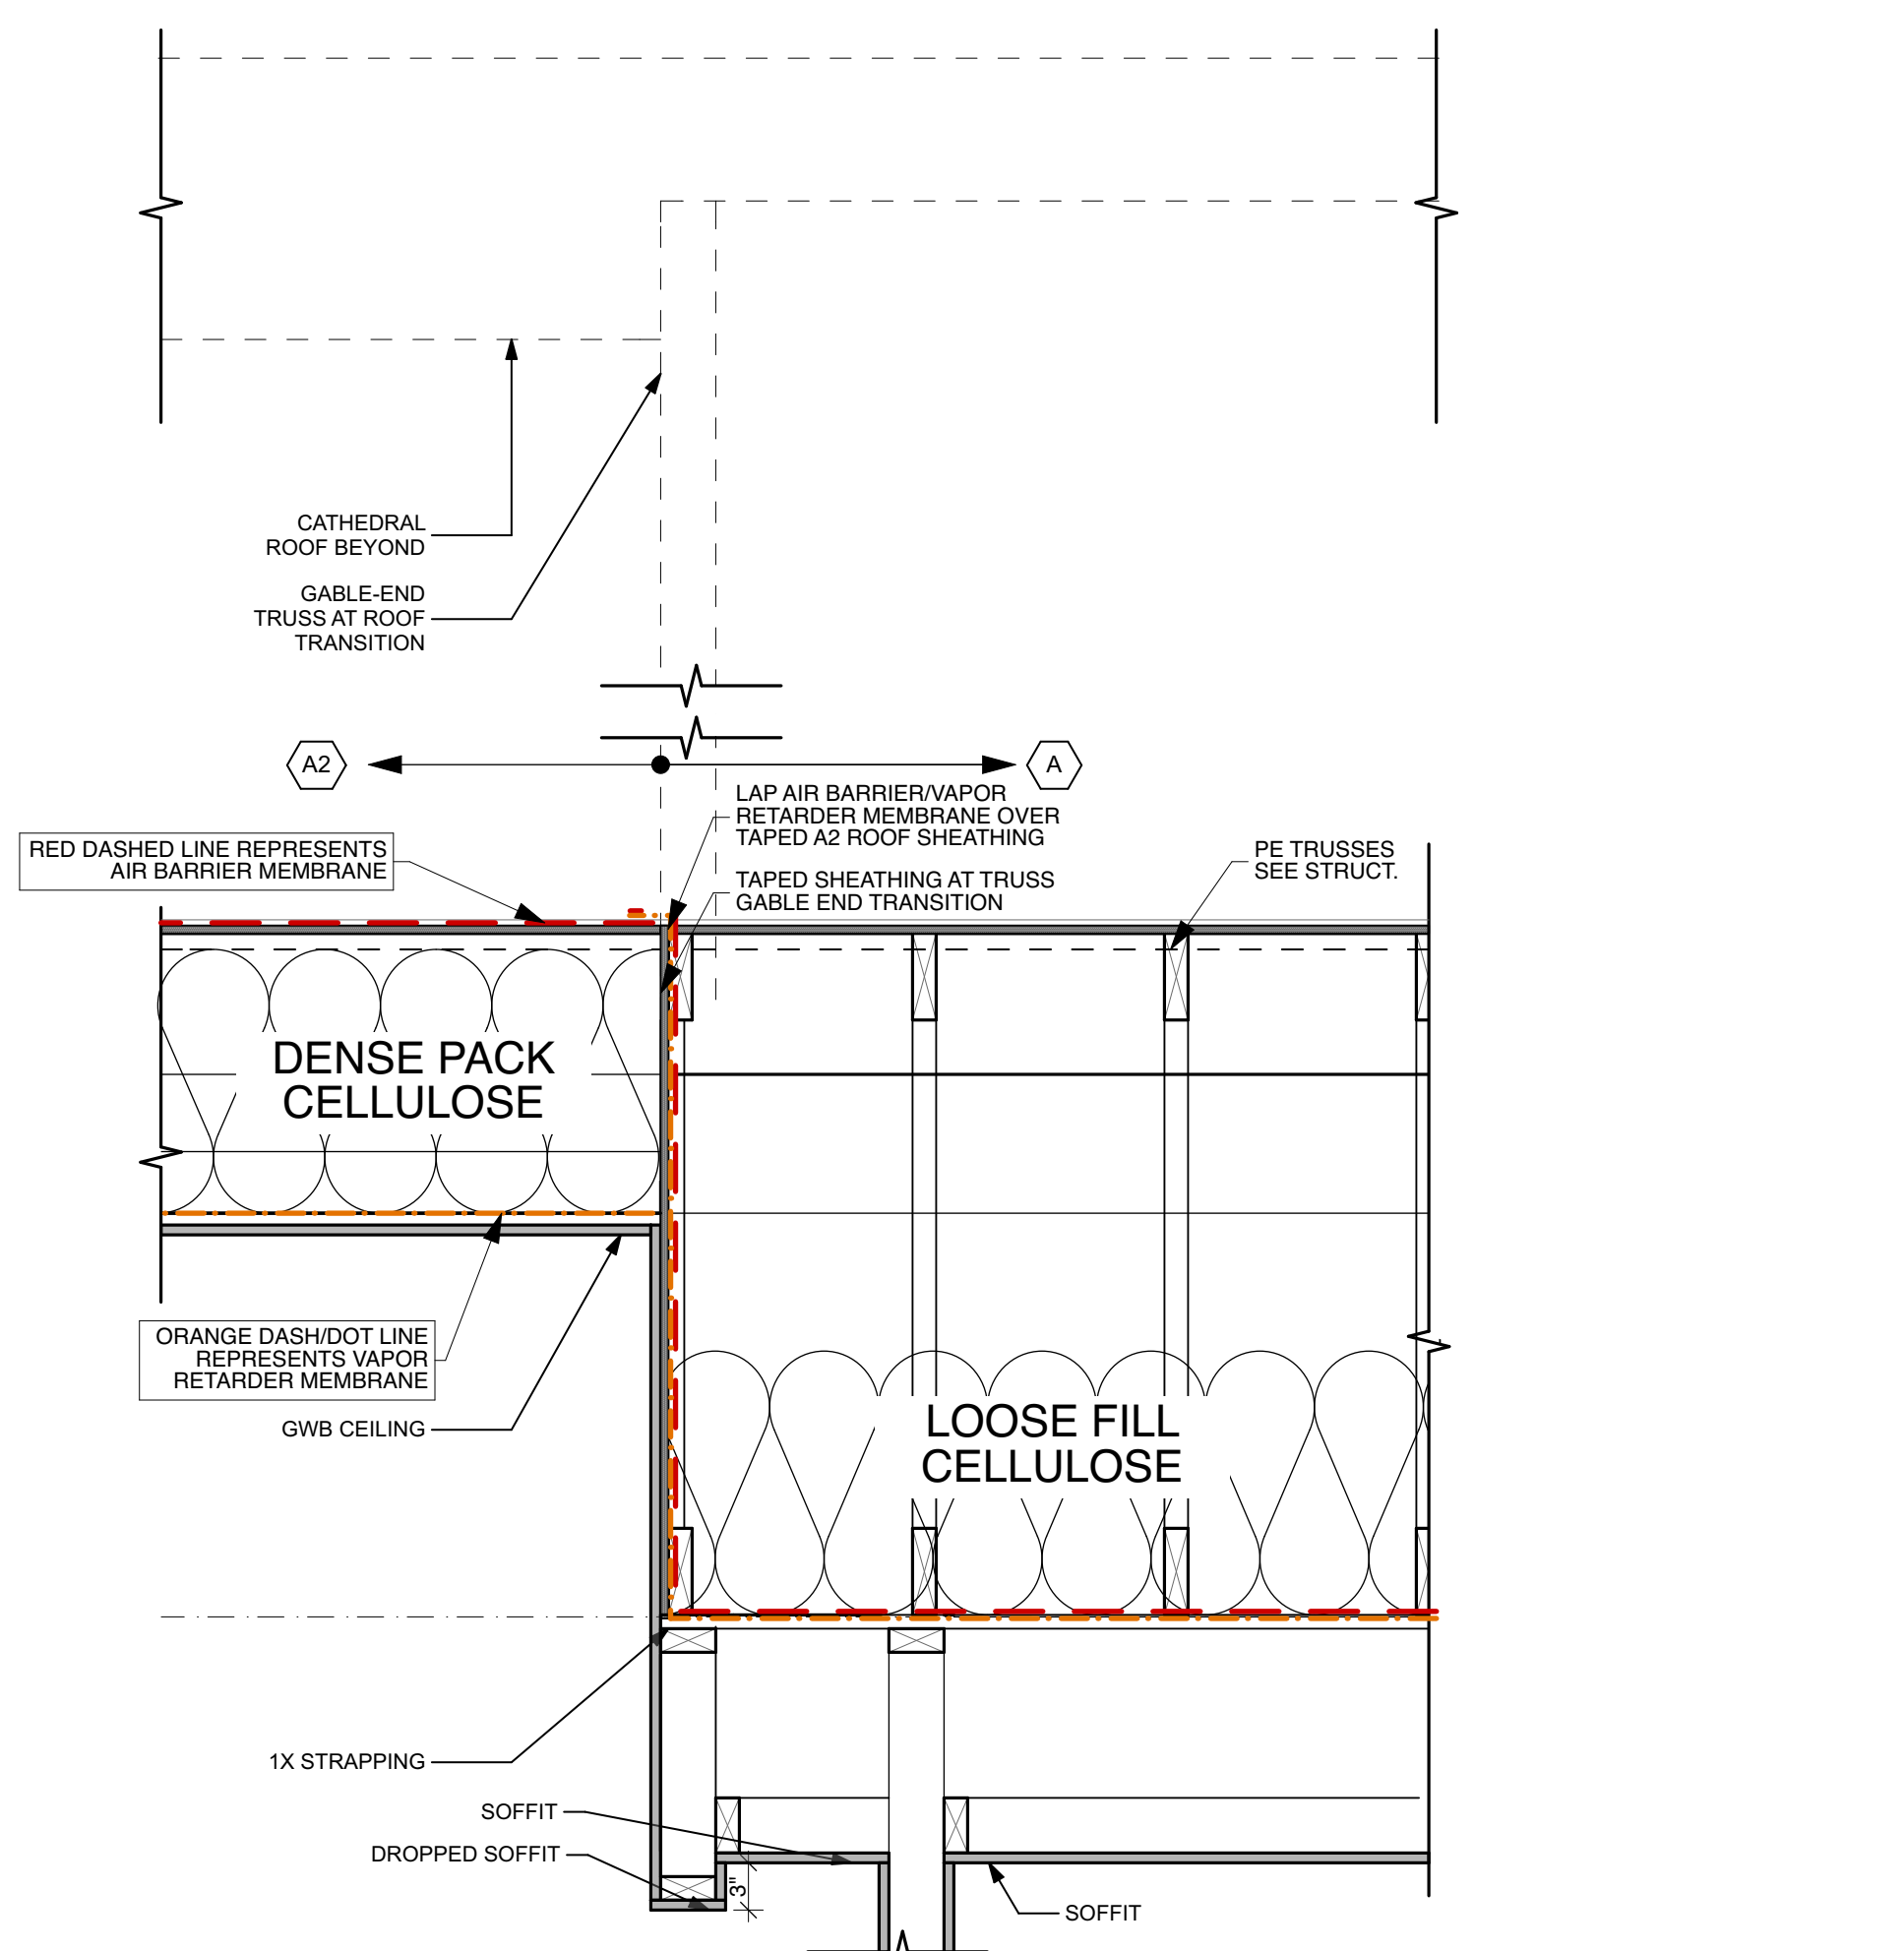 CATHEDRAL
ROOF BEYOND
GABLE-END
TRUSS AT ROOF
TRANSITION
A2
A
LAP AIR BARRIER/VAPOR
RETARDER MEMBRANE OVER
TAPED A2 ROOF SHEATHING
RED DASHED LINE REPRESENTS
AIR BARRIER MEMBRANE
PE TRUSSES
SEE STRUCT.
TAPED SHEATHING AT TRUSS
GABLE END TRANSITION
DENSE PACK
CELLULOSE
ORANGE DASH/DOT LINE
REPRESENTS VAPOR
RETARDER MEMBRANE
GWB CEILING
LOOSE FILL
CELLULOSE
1X STRAPPING
SOFFIT
DROPPED SOFFIT
3"
SOFFIT